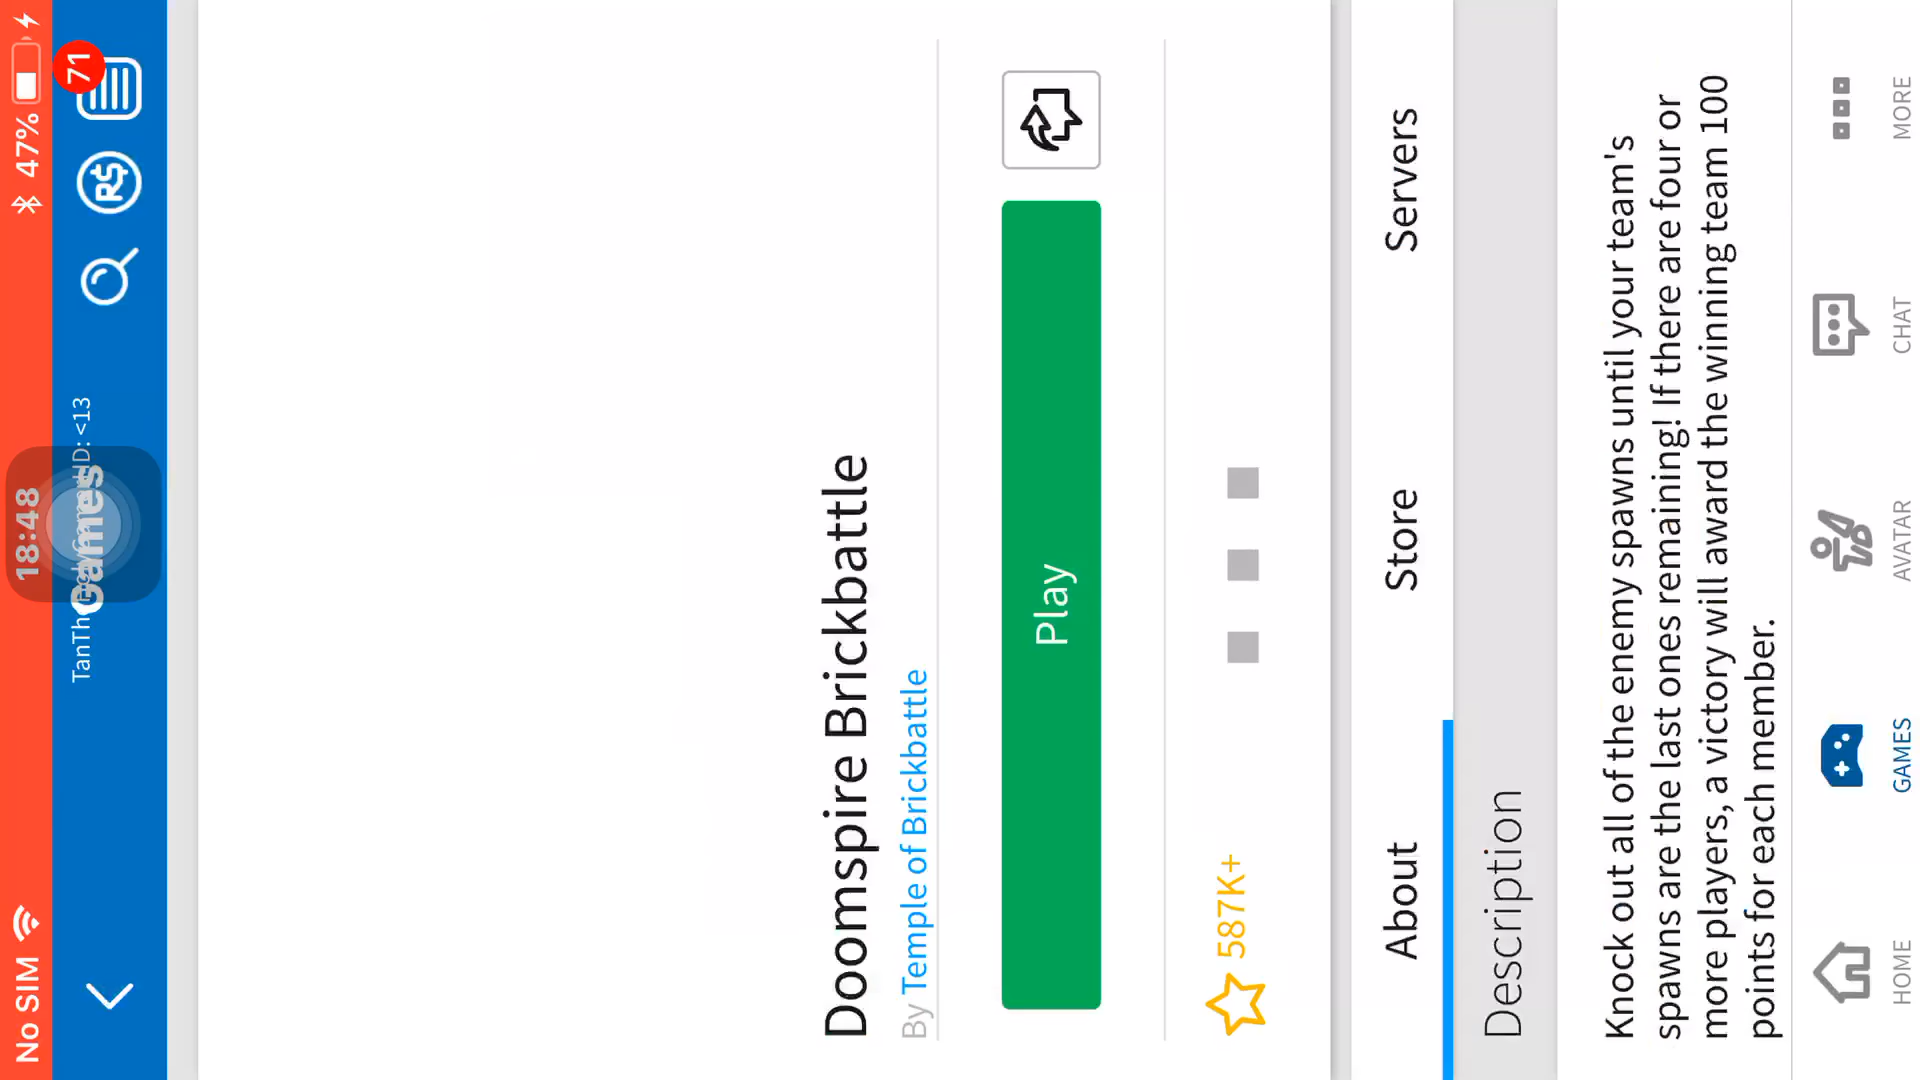 No SIM 18:48 47%
Games
<13
71
R$
Doomspire Brickbattle
By Temple of Brickbattle
Play
587K+
About Store Servers
Description
Knock out all of the enemy spawns until your team's
spawns are the last ones remaining! If there are four or
more players, a victory will award the winning team 100
points for each member.
HOME GAMES AVATAR CHAT MORE